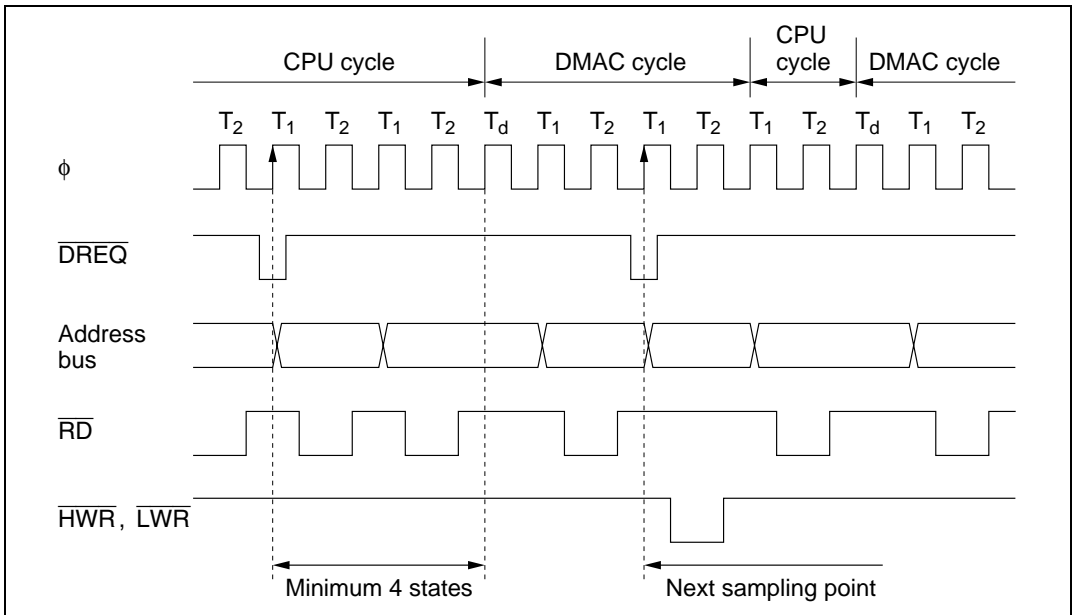 CPU cycle DMAC cycle CPU cycle DMAC cycle
T2 T1 T2 T1 T2 Td T1 T2 T1 T2 T1 T2 Td T1 T2
φ
DREQ
Address
bus
RD
HWR, LWR
Minimum 4 states Next sampling point